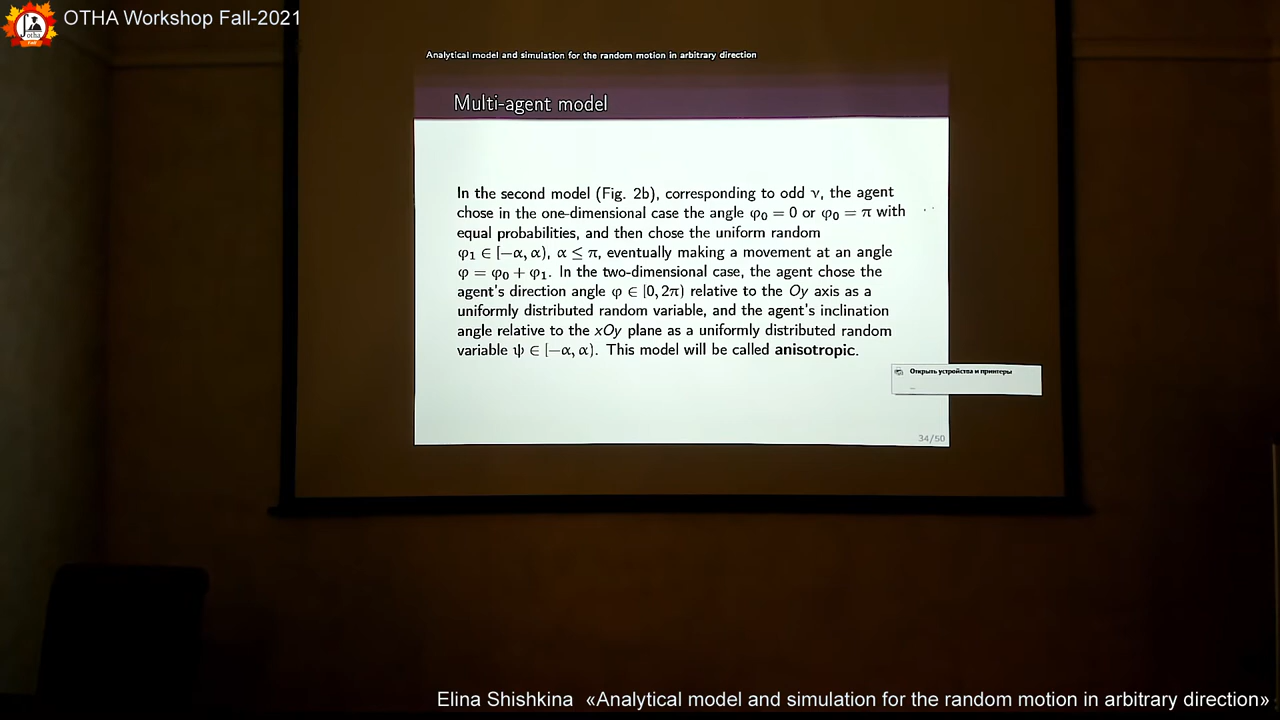 OTHA Workshop Fall-2021
Analytical model and simulation for the random motion in arbitrary direction
Multi-agent model
In the second model (Fig. 2b), corresponding to odd ν, the agent
chose in the one-dimensional case the angle φ₀ = 0 or φ₀ = π with
equal probabilities, and then chose the uniform random
φ₁ ∈ [−α, α), α ≤ π, eventually making a movement at an angle
φ = φ₀ + φ₁. In the two-dimensional case, the agent chose the
agent's direction angle φ ∈ [0, 2π) relative to the Oy axis as a
uniformly distributed random variable, and the agent's inclination
angle relative to the xOy plane as a uniformly distributed random
variable ψ ∈ [−α, α). This model will be called anisotropic.
Открыть устройства и принтеры
34/50
Elina Shishkina «Analytical model and simulation for the random motion in arbitrary direction»